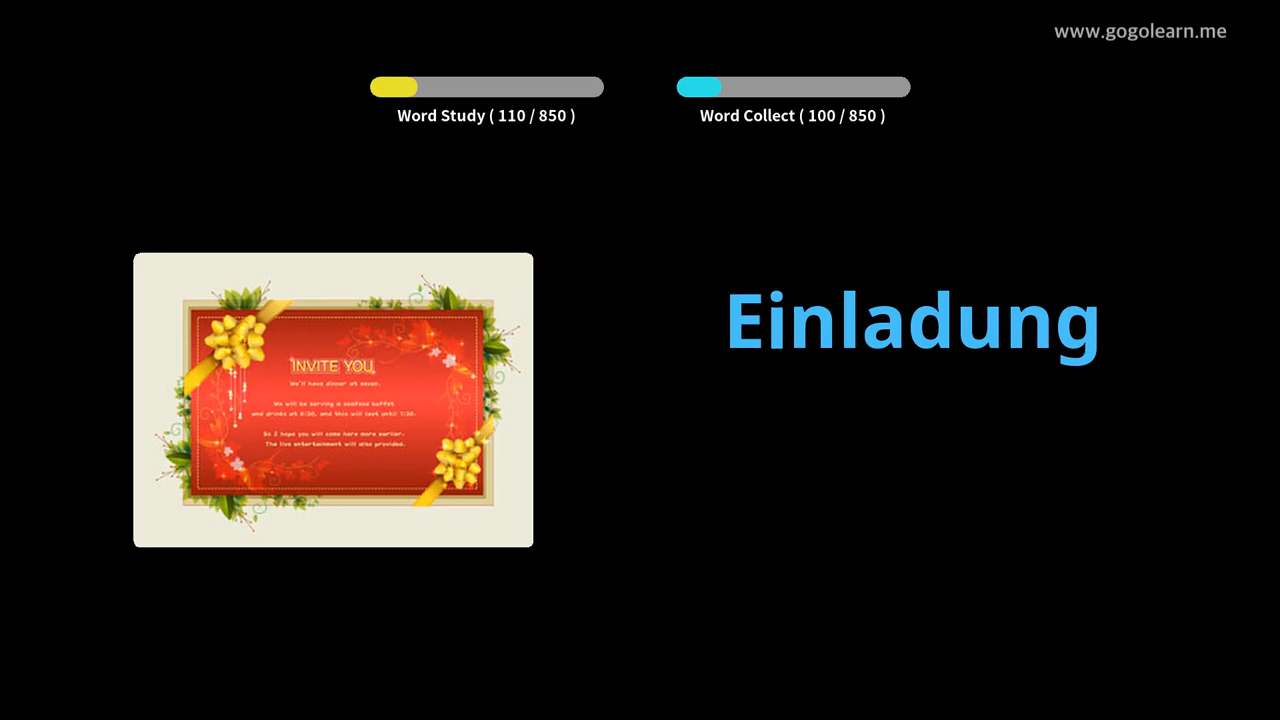 www.gogolearn.me
Word Study ( 110 / 850 )
Word Collect ( 100 / 850 )
Einladung
INVITE YOU
We'll have dinner at seven.
We will be serving a seafood buffet
and drinks at 6:30, and this will last until 7:30.
So I hope you will come here more earlier.
The live entertainment will also provided.